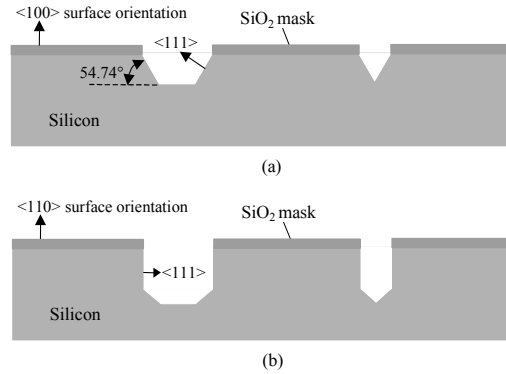 <100> surface orientation
SiO₂ mask
<111>
54.74°
Silicon
(a)
<110> surface orientation
SiO₂ mask
<111>
Silicon
(b)